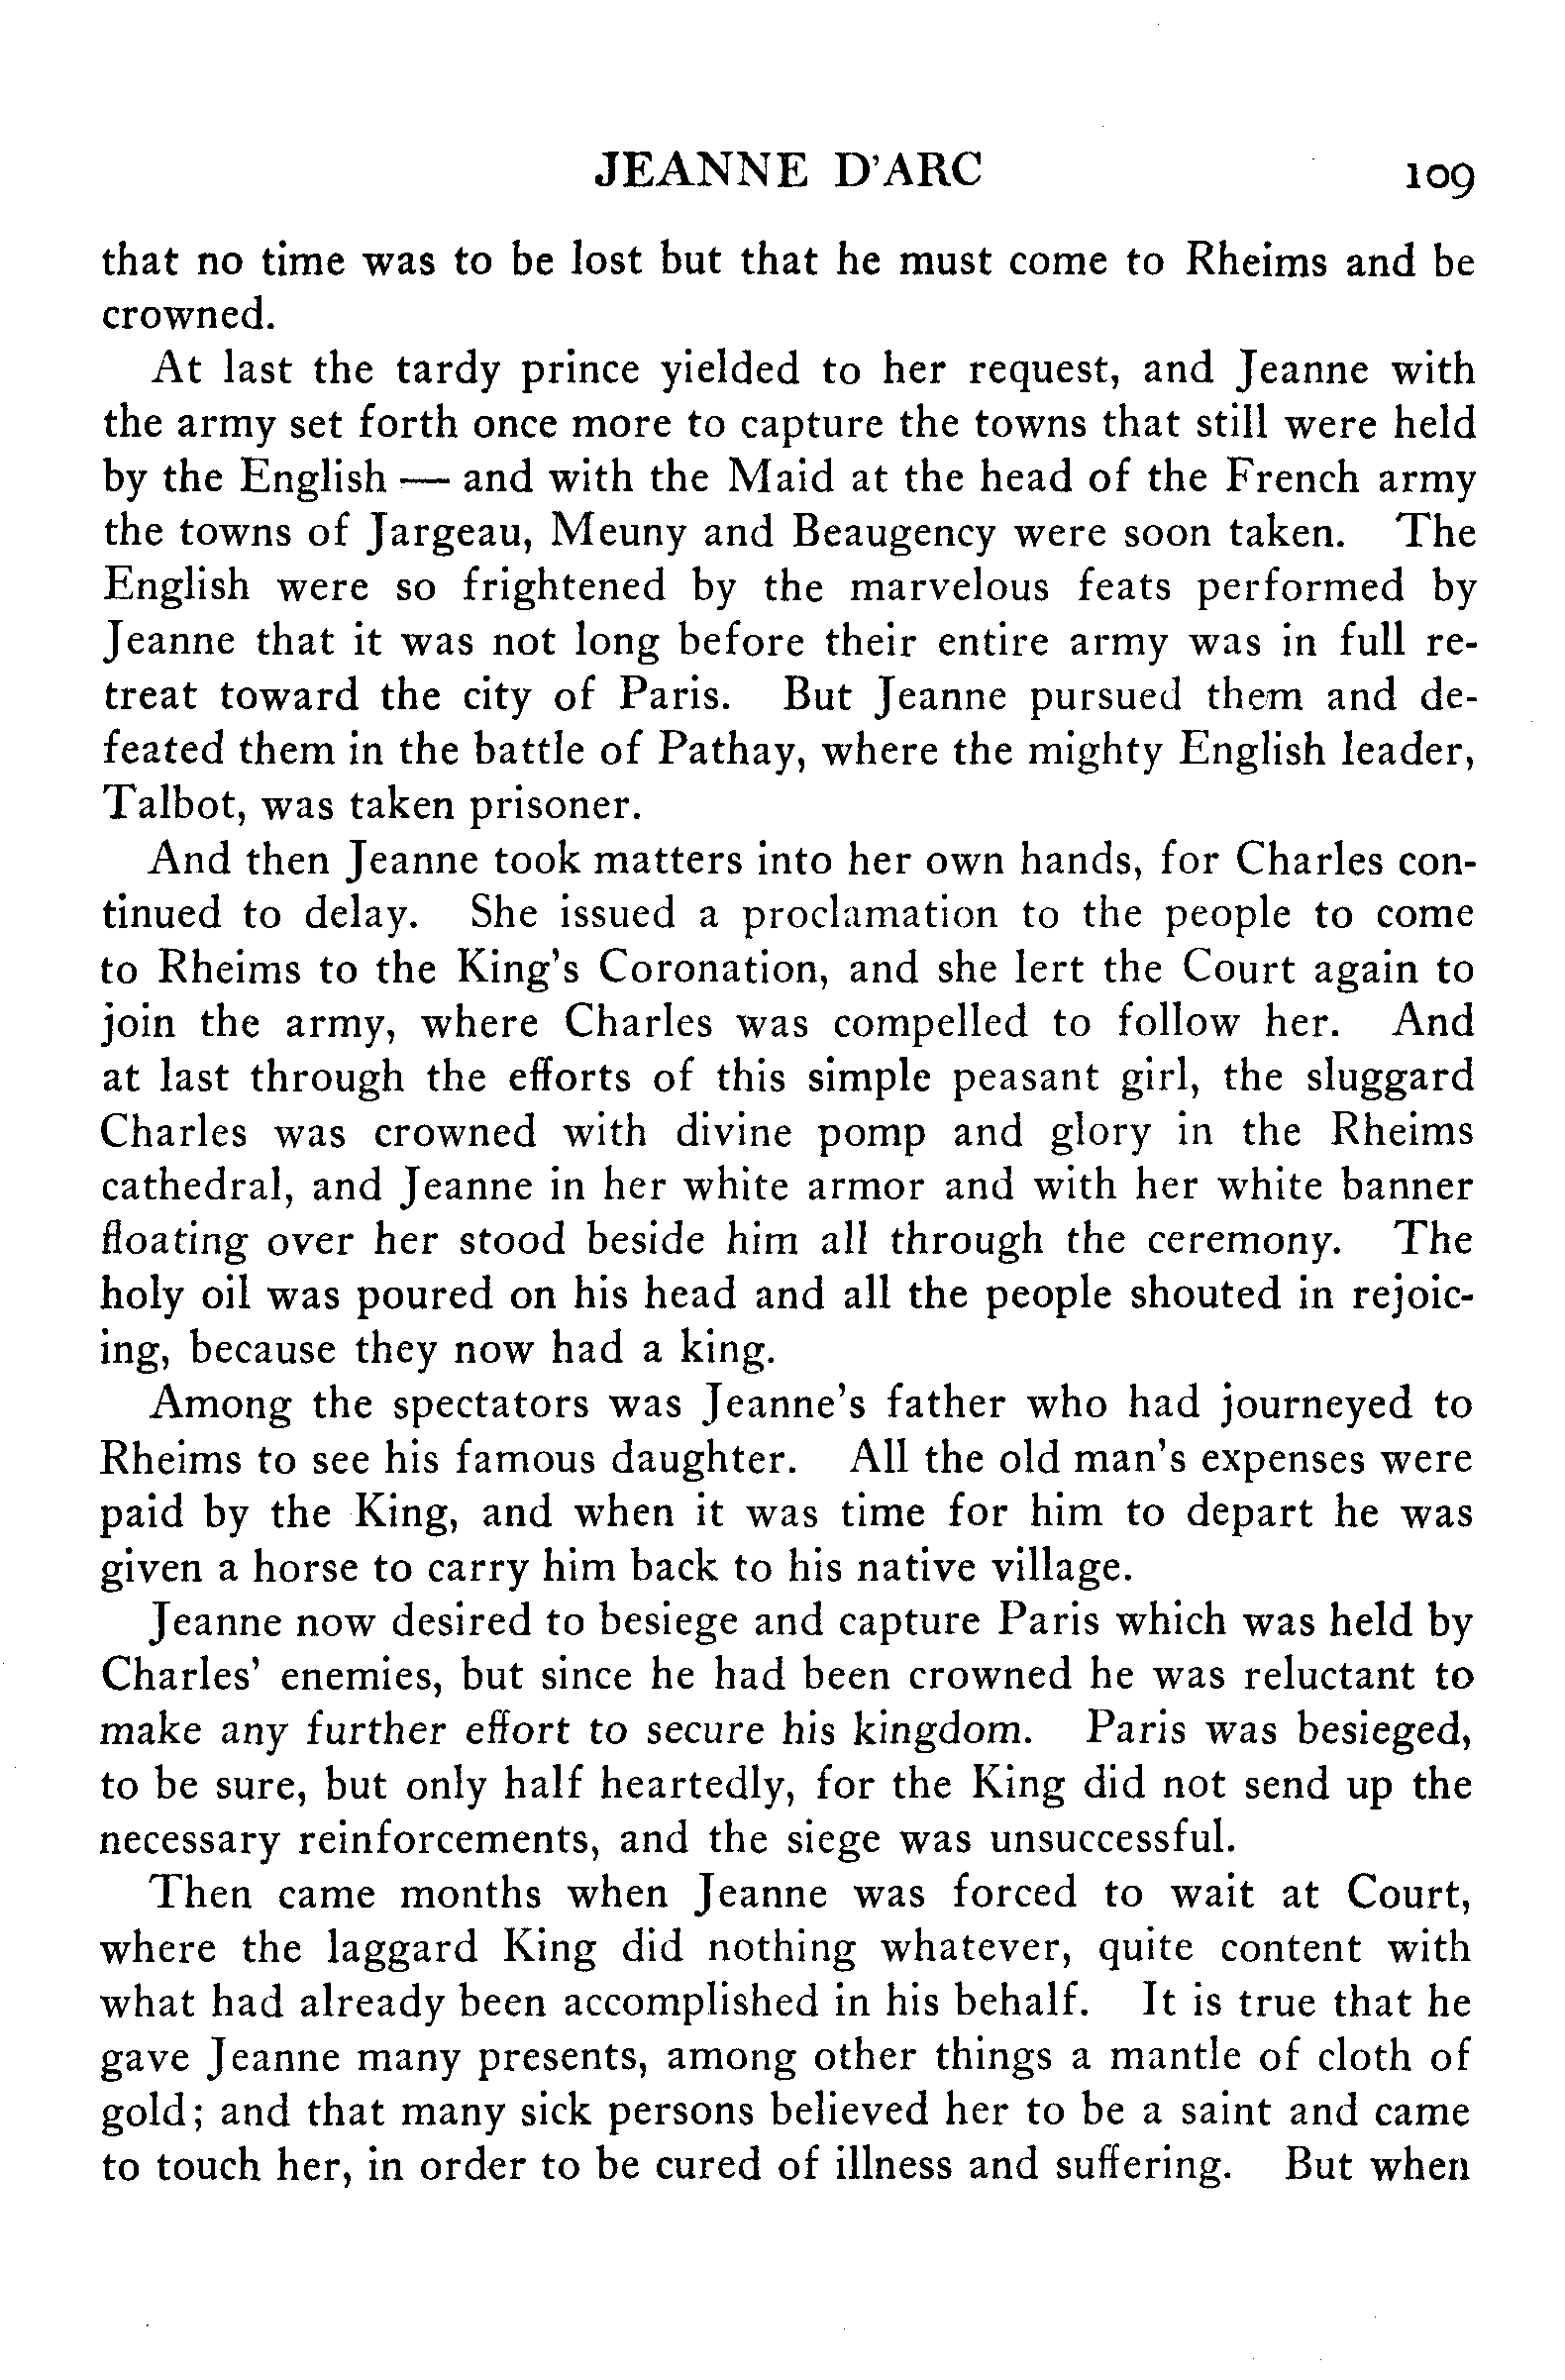 JEANNE D'ARC 109
that no time was to be lost but that he must come to Rheims and be
crowned.
At last the tardy prince yielded to her request, and Jeanne with
the army set forth once more to capture the towns that still were held
by the English — and with the Maid at the head of the French army
the towns of Jargeau, Meuny and Beaugency were soon taken. The
English were so frightened by the marvelous feats performed by
Jeanne that it was not long before their entire army was in full re-
treat toward the city of Paris. But Jeanne pursued them and de-
feated them in the battle of Pathay, where the mighty English leader,
Talbot, was taken prisoner.
And then Jeanne took matters into her own hands, for Charles con-
tinued to delay. She issued a proclamation to the people to come
to Rheims to the King's Coronation, and she lert the Court again to
join the army, where Charles was compelled to follow her. And
at last through the efforts of this simple peasant girl, the sluggard
Charles was crowned with divine pomp and glory in the Rheims
cathedral, and Jeanne in her white armor and with her white banner
floating over her stood beside him all through the ceremony. The
holy oil was poured on his head and all the people shouted in rejoic-
ing, because they now had a king.
Among the spectators was Jeanne's father who had journeyed to
Rheims to see his famous daughter. All the old man's expenses were
paid by the King, and when it was time for him to depart he was
given a horse to carry him back to his native village.
Jeanne now desired to besiege and capture Paris which was held by
Charles' enemies, but since he had been crowned he was reluctant to
make any further effort to secure his kingdom. Paris was besieged,
to be sure, but only half heartedly, for the King did not send up the
necessary reinforcements, and the siege was unsuccessful.
Then came months when Jeanne was forced to wait at Court,
where the laggard King did nothing whatever, quite content with
what had already been accomplished in his behalf. It is true that he
gave Jeanne many presents, among other things a mantle of cloth of
gold; and that many sick persons believed her to be a saint and came
to touch her, in order to be cured of illness and suffering. But when